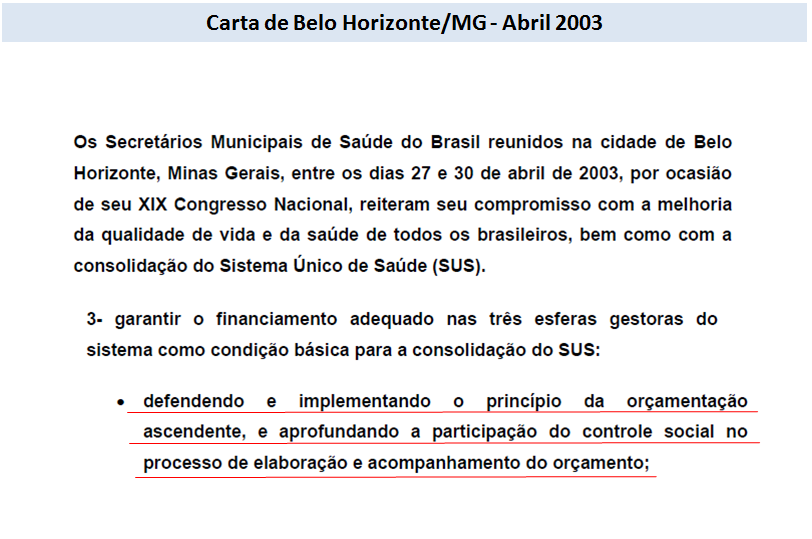 Carta de Belo Horizonte/MG - Abril 2003
Os Secretários Municipais de Saúde do Brasil reunidos na cidade de Belo
Horizonte, Minas Gerais, entre os dias 27 e 30 de abril de 2003, por ocasião
de seu XIX Congresso Nacional, reiteram seu compromisso com a melhoria
da qualidade de vida e da saúde de todos os brasileiros, bem como com a
consolidação do Sistema Único de Saúde (SUS).
3- garantir o financiamento adequado nas três esferas gestoras do
sistema como condição básica para a consolidação do SUS:
• defendendo e implementando o princípio da orçamentação
ascendente, e aprofundando a participação do controle social no
processo de elaboração e acompanhamento do orçamento;